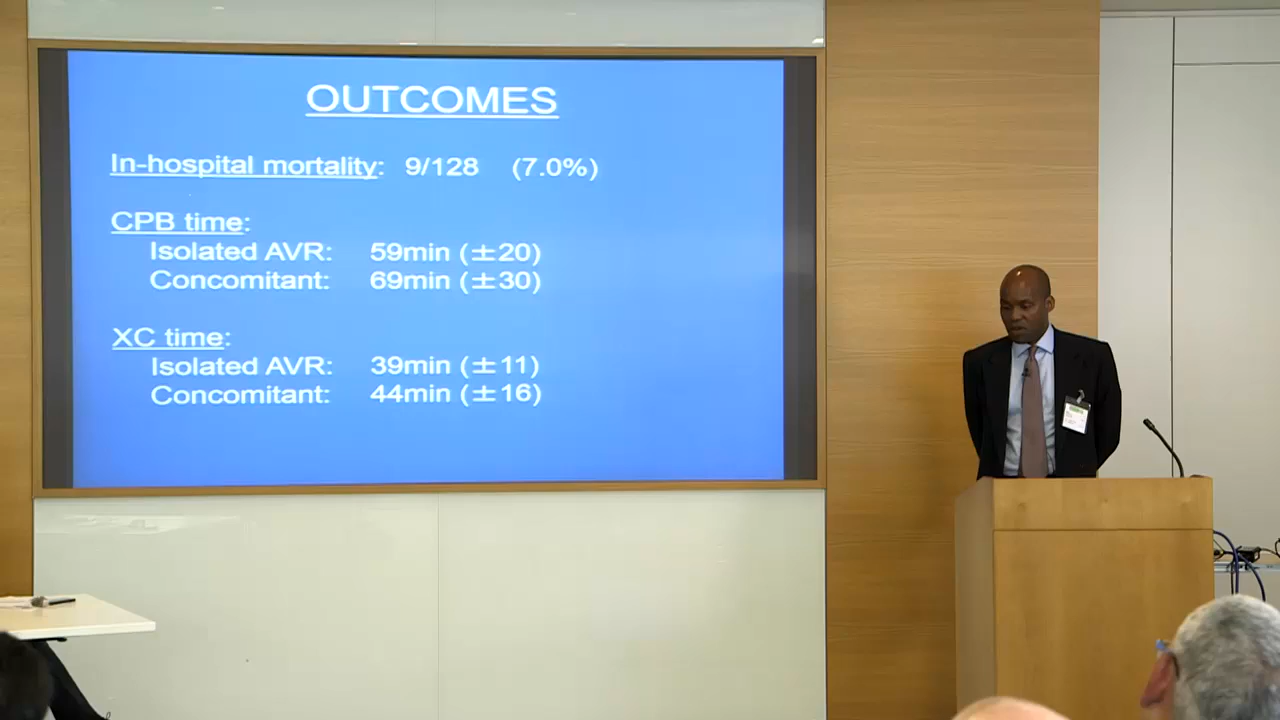 OUTCOMES
In-hospital mortality: 9/128 (7.0%)
CPB time:
Isolated AVR: 59min (±20)
Concomitant: 69min (±30)
XC time:
Isolated AVR: 39min (±11)
Concomitant: 44min (±16)